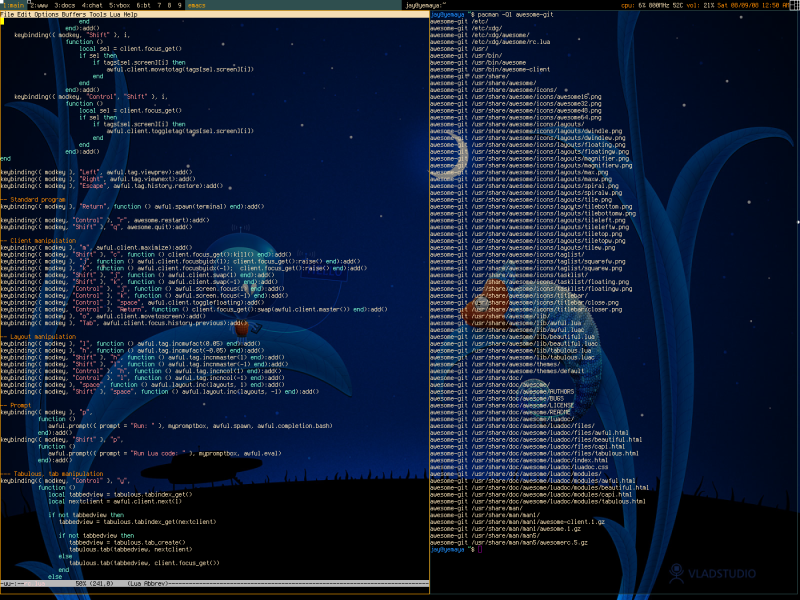 1:main 2:www 3:docs 4:chat 5:vbox 6:bt 7 8 9 emacs
jay@yemaya:~
cpu: 6% 800MHz 52C vol: 21% Sat 08/09/08 12:50 AM
File Edit Options Buffers Tools Lua Help
end
end):add()
keybinding({ modkey, "Shift" }, i,
function ()
local sel = client.focus_get()
if sel then
if tags[sel.screen][i] then
awful.client.movetotag(tags[sel.screen][i])
end
end
end):add()
keybinding({ modkey, "Control", "Shift" }, i,
function ()
local sel = client.focus_get()
if sel then
if tags[sel.screen][i] then
awful.client.toggletag(tags[sel.screen][i])
end
end
end):add()
end
keybinding({ modkey }, "Left", awful.tag.viewprev):add()
keybinding({ modkey }, "Right", awful.tag.viewnext):add()
keybinding({ modkey }, "Escape", awful.tag.history.restore):add()
-- Standard program
keybinding({ modkey }, "Return", function () awful.spawn(terminal) end):add()
keybinding({ modkey, "Control" }, "r", awesome.restart):add()
keybinding({ modkey, "Shift" }, "q", awesome.quit):add()
-- Client manipulation
keybinding({ modkey }, "m", awful.client.maximize):add()
keybinding({ modkey, "Shift" }, "c", function () client.focus_get():kill() end):add()
keybinding({ modkey }, "j", function () awful.client.focusbyidx(1); client.focus_get():raise() end):add()
keybinding({ modkey }, "k", function () awful.client.focusbyidx(-1); client.focus_get():raise() end):add()
keybinding({ modkey, "Shift" }, "j", function () awful.client.swap(1) end):add()
keybinding({ modkey, "Shift" }, "k", function () awful.client.swap(-1) end):add()
keybinding({ modkey, "Control" }, "j", function () awful.screen.focus(1) end):add()
keybinding({ modkey, "Control" }, "k", function () awful.screen.focus(-1) end):add()
keybinding({ modkey, "Control" }, "space", awful.client.togglefloating):add()
keybinding({ modkey, "Control" }, "Return", function () client.focus_get():swap(awful.client.master()) end):add()
keybinding({ modkey }, "o", awful.client.movetoscreen):add()
keybinding({ modkey }, "Tab", awful.client.focus.history.previous):add()
-- Layout manipulation
keybinding({ modkey }, "l", function () awful.tag.incmwfact(0.05) end):add()
keybinding({ modkey }, "h", function () awful.tag.incmwfact(-0.05) end):add()
keybinding({ modkey, "Shift" }, "h", function () awful.tag.incnmaster(1) end):add()
keybinding({ modkey, "Shift" }, "l", function () awful.tag.incnmaster(-1) end):add()
keybinding({ modkey, "Control" }, "h", function () awful.tag.incncol(1) end):add()
keybinding({ modkey, "Control" }, "l", function () awful.tag.incncol(-1) end):add()
keybinding({ modkey }, "space", function () awful.layout.inc(layouts, 1) end):add()
keybinding({ modkey, "Shift" }, "space", function () awful.layout.inc(layouts, -1) end):add()
-- Prompt
keybinding({ modkey }, "p",
function ()
awful.prompt({ prompt = "Run: " }, mypromptbox, awful.spawn, awful.completion.bash)
end):add()
keybinding({ modkey, "Shift" }, "p",
function ()
awful.prompt({ prompt = "Run Lua code: " }, mypromptbox, awful.eval)
end):add()
--- Tabulous, tab manipulation
keybinding({ modkey, "Control" }, "y",
function ()
local tabbedview = tabulous.tabindex_get()
local nextclient = awful.client.next(1)
if not tabbedview then
tabbedview = tabulous.tabindex_get(nextclient)
if not tabbedview then
tabbedview = tabulous.tab_create()
tabulous.tab(tabbedview, nextclient)
else
tabulous.tab(tabbedview, client.focus_get())
end
else
50% (241,0) (Lua Abbrev)
jay@yemaya ~$ pacman -Ql awesome-git
awesome-git /etc/
awesome-git /etc/xdg/
awesome-git /etc/xdg/awesome/
awesome-git /etc/xdg/awesome/rc.lua
awesome-git /usr/
awesome-git /usr/bin/
awesome-git /usr/bin/awesome
awesome-git /usr/bin/awesome-client
awesome-git /usr/share/
awesome-git /usr/share/awesome/
awesome-git /usr/share/awesome/icons/
awesome-git /usr/share/awesome/icons/awesome16.png
awesome-git /usr/share/awesome/icons/awesome32.png
awesome-git /usr/share/awesome/icons/awesome48.png
awesome-git /usr/share/awesome/icons/awesome64.png
awesome-git /usr/share/awesome/icons/layouts/
awesome-git /usr/share/awesome/icons/layouts/dwindle.png
awesome-git /usr/share/awesome/icons/layouts/dwindlew.png
awesome-git /usr/share/awesome/icons/layouts/floating.png
awesome-git /usr/share/awesome/icons/layouts/floatingw.png
awesome-git /usr/share/awesome/icons/layouts/magnifier.png
awesome-git /usr/share/awesome/icons/layouts/magnifierw.png
awesome-git /usr/share/awesome/icons/layouts/max.png
awesome-git /usr/share/awesome/icons/layouts/maxw.png
awesome-git /usr/share/awesome/icons/layouts/spiral.png
awesome-git /usr/share/awesome/icons/layouts/spiralw.png
awesome-git /usr/share/awesome/icons/layouts/tile.png
awesome-git /usr/share/awesome/icons/layouts/tilebottom.png
awesome-git /usr/share/awesome/icons/layouts/tilebottomw.png
awesome-git /usr/share/awesome/icons/layouts/tileleft.png
awesome-git /usr/share/awesome/icons/layouts/tileleftw.png
awesome-git /usr/share/awesome/icons/layouts/tiletop.png
awesome-git /usr/share/awesome/icons/layouts/tiletopw.png
awesome-git /usr/share/awesome/icons/layouts/tilew.png
awesome-git /usr/share/awesome/icons/taglist/
awesome-git /usr/share/awesome/icons/taglist/squarefw.png
awesome-git /usr/share/awesome/icons/taglist/squarew.png
awesome-git /usr/share/awesome/icons/tasklist/
awesome-git /usr/share/awesome/icons/tasklist/floating.png
awesome-git /usr/share/awesome/icons/tasklist/floatingw.png
awesome-git /usr/share/awesome/icons/titlebar/
awesome-git /usr/share/awesome/icons/titlebar/close.png
awesome-git /usr/share/awesome/icons/titlebar/closer.png
awesome-git /usr/share/awesome/lib/
awesome-git /usr/share/awesome/lib/awful.lua
awesome-git /usr/share/awesome/lib/awful.luac
awesome-git /usr/share/awesome/lib/beautiful.lua
awesome-git /usr/share/awesome/lib/beautiful.luac
awesome-git /usr/share/awesome/lib/tabulous.lua
awesome-git /usr/share/awesome/lib/tabulous.luac
awesome-git /usr/share/awesome/themes/
awesome-git /usr/share/awesome/themes/default
awesome-git /usr/share/doc/
awesome-git /usr/share/doc/awesome/
awesome-git /usr/share/doc/awesome/AUTHORS
awesome-git /usr/share/doc/awesome/BUGS
awesome-git /usr/share/doc/awesome/LICENSE
awesome-git /usr/share/doc/awesome/README
awesome-git /usr/share/doc/awesome/luadoc/
awesome-git /usr/share/doc/awesome/luadoc/files/
awesome-git /usr/share/doc/awesome/luadoc/files/awful.html
awesome-git /usr/share/doc/awesome/luadoc/files/beautiful.html
awesome-git /usr/share/doc/awesome/luadoc/files/capi.html
awesome-git /usr/share/doc/awesome/luadoc/files/tabulous.html
awesome-git /usr/share/doc/awesome/luadoc/index.html
awesome-git /usr/share/doc/awesome/luadoc/luadoc.css
awesome-git /usr/share/doc/awesome/luadoc/modules/
awesome-git /usr/share/doc/awesome/luadoc/modules/awful.html
awesome-git /usr/share/doc/awesome/luadoc/modules/beautiful.html
awesome-git /usr/share/doc/awesome/luadoc/modules/capi.html
awesome-git /usr/share/doc/awesome/luadoc/modules/tabulous.html
awesome-git /usr/share/man/
awesome-git /usr/share/man/man1/
awesome-git /usr/share/man/man1/awesome-client.1.gz
awesome-git /usr/share/man/man1/awesome.1.gz
awesome-git /usr/share/man/man5/
awesome-git /usr/share/man/man5/awesomerc.5.gz
jay@yemaya ~$
VLADSTUDIO